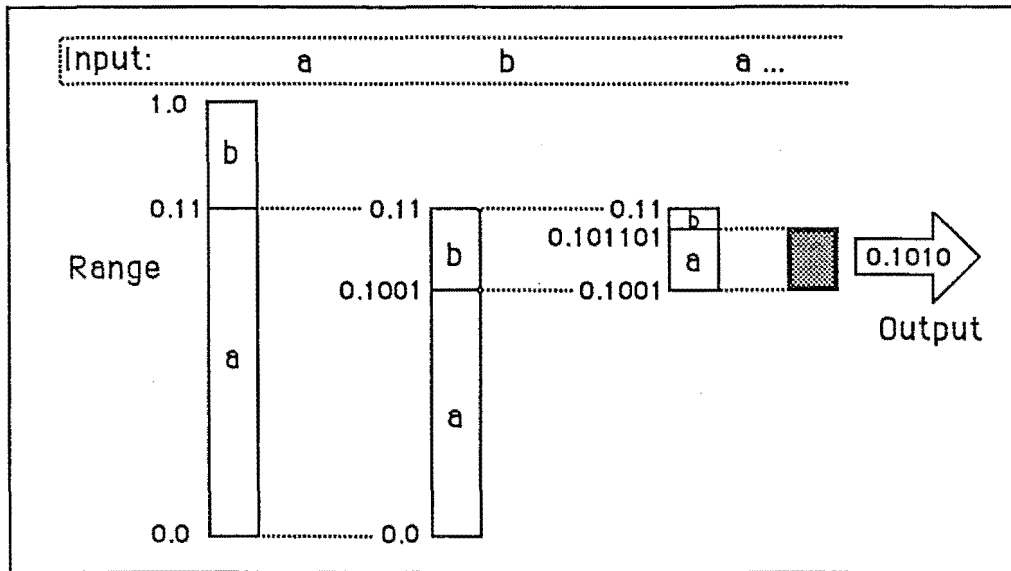 Input: a b a ...
1.0
b
0.11 0.11 0.11
b
b
0.101101
Range
a
0.1010
0.1001 0.1001
Output
a
a
0.0 0.0